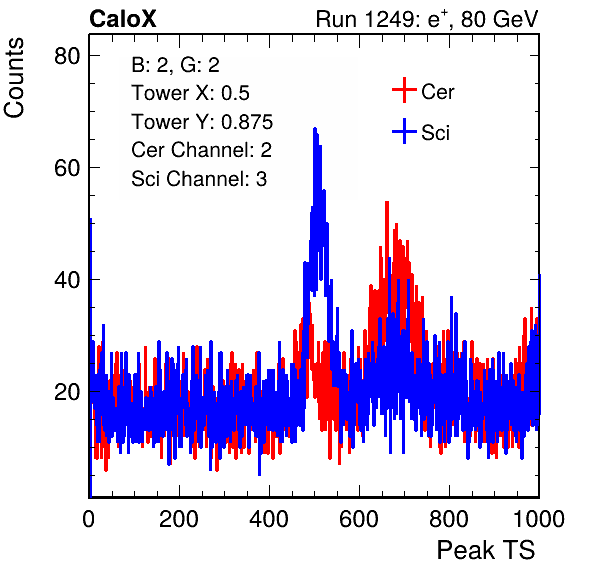 CaloX Run 1249: e⁺, 80 GeV
Counts
B: 2, G: 2
Tower X: 0.5
Tower Y: 0.875
Cer Channel: 2
Sci Channel: 3
Cer
Sci
80
60
40
20
0 200 400 600 800 1000
Peak TS